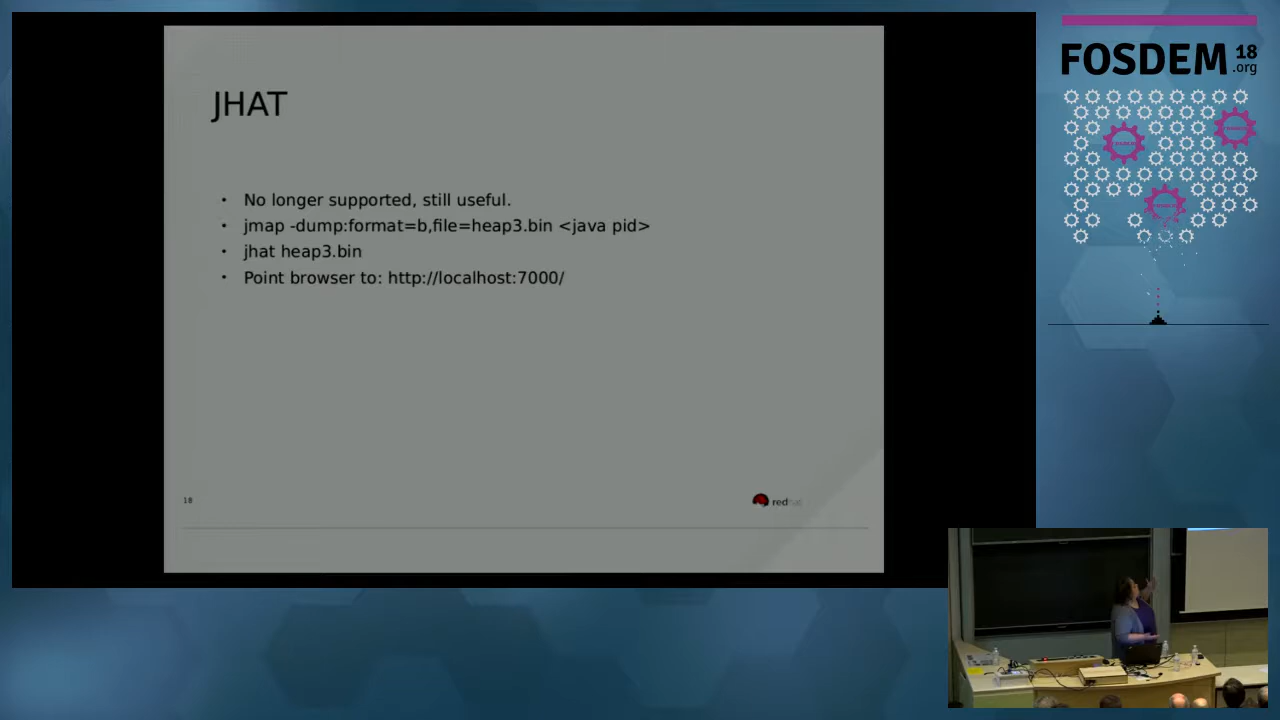 JHAT
• No longer supported, still useful.
• jmap -dump:format=b,file=heap3.bin <java pid>
• jhat heap3.bin
• Point browser to: http://localhost:7000/
18
redhat
FOSDEM 18
.org